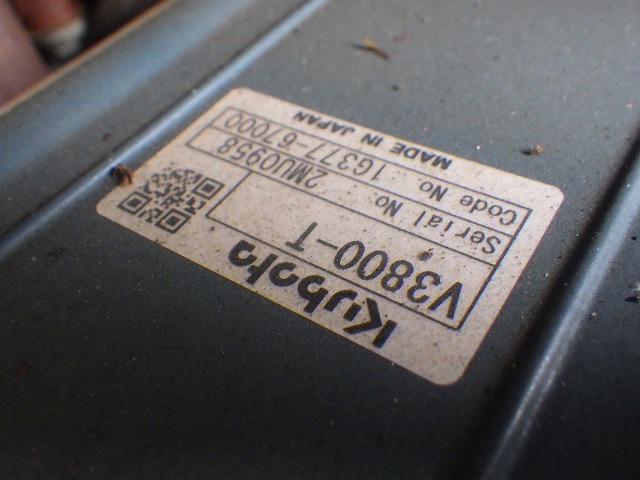 Kubota
V3800-T
Serial No. 2MU0958
Code No. 1G377-67000
MADE IN JAPAN